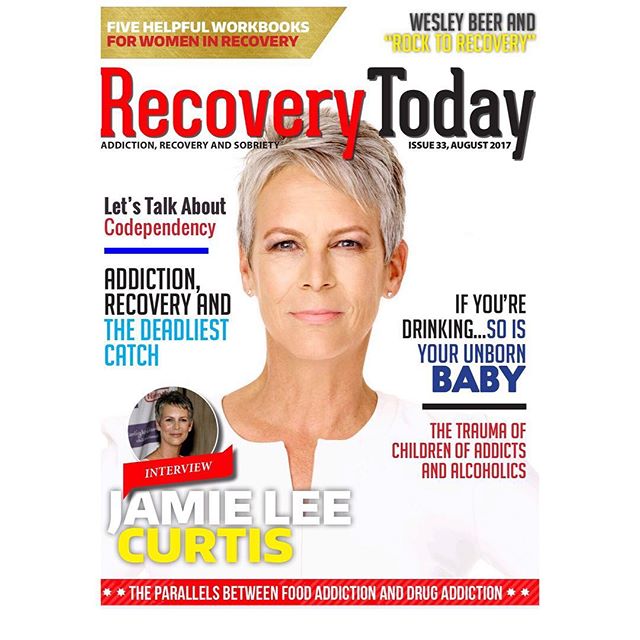 FIVE HELPFUL WORKBOOKS
FOR WOMEN IN RECOVERY
WESLEY BEER AND
“ROCK TO RECOVERY”
RecoveryToday
ADDICTION, RECOVERY AND SOBRIETY
ISSUE 33, AUGUST 2017
Let's Talk About
Codependency
ADDICTION,
RECOVERY AND
THE DEADLIEST
CATCH
IF YOU'RE
DRINKING...SO IS
YOUR UNBORN
BABY
THE TRAUMA OF
CHILDREN OF ADDICTS
AND ALCOHOLICS
INTERVIEW
JAMIE LEE
CURTIS
THE PARALLELS BETWEEN FOOD ADDICTION AND DRUG ADDICTION